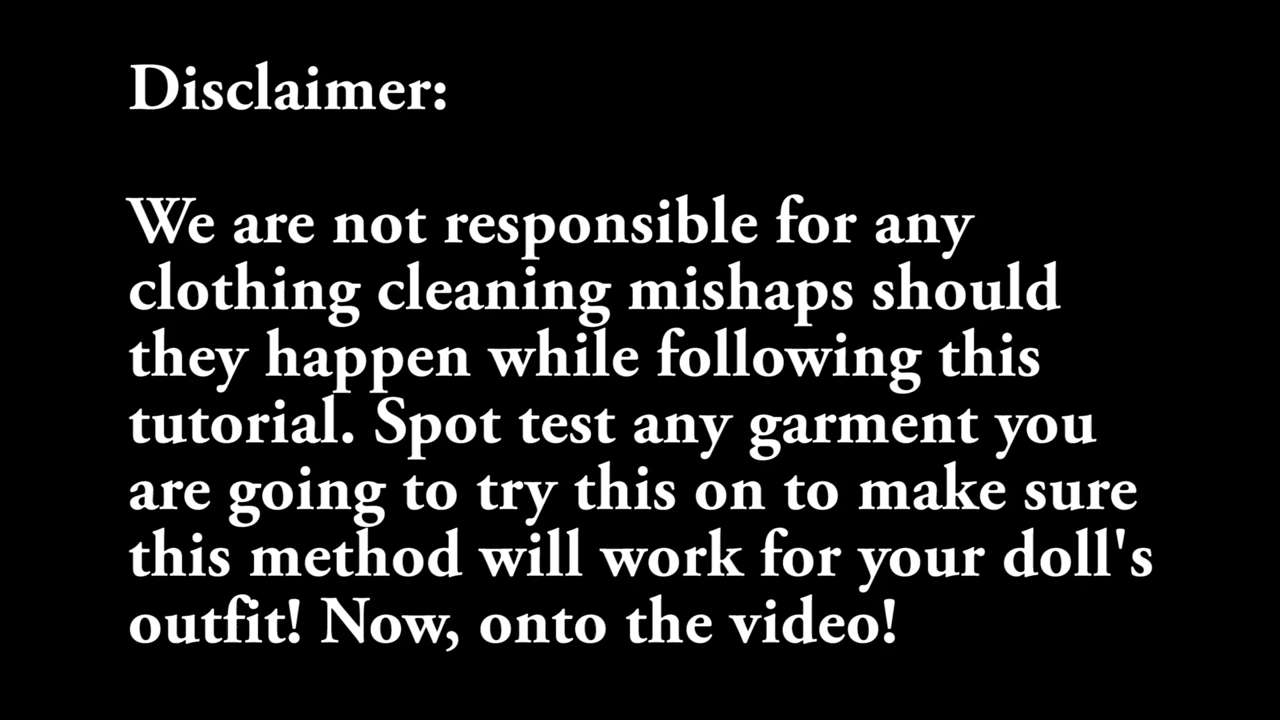 Disclaimer:
We are not responsible for any
clothing cleaning mishaps should
they happen while following this
tutorial. Spot test any garment you
are going to try this on to make sure
this method will work for your doll's
outfit! Now, onto the video!